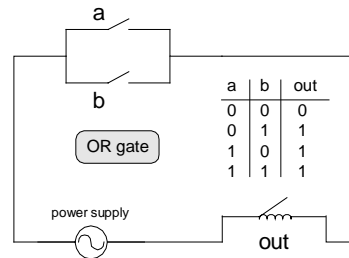 a
b
a b out
0 0 0
0 1 1
1 0 1
1 1 1
OR gate
power supply
out